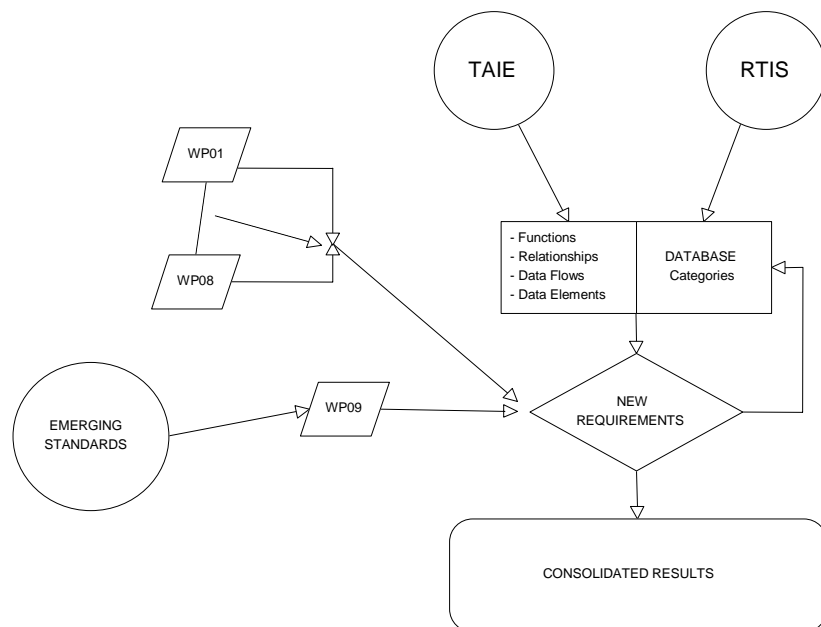 TAIE
RTIS
WP01
WP08
- Functions
- Relationships
- Data Flows
- Data Elements
DATABASE
Categories
EMERGING
STANDARDS
WP09
NEW
REQUIREMENTS
CONSOLIDATED RESULTS